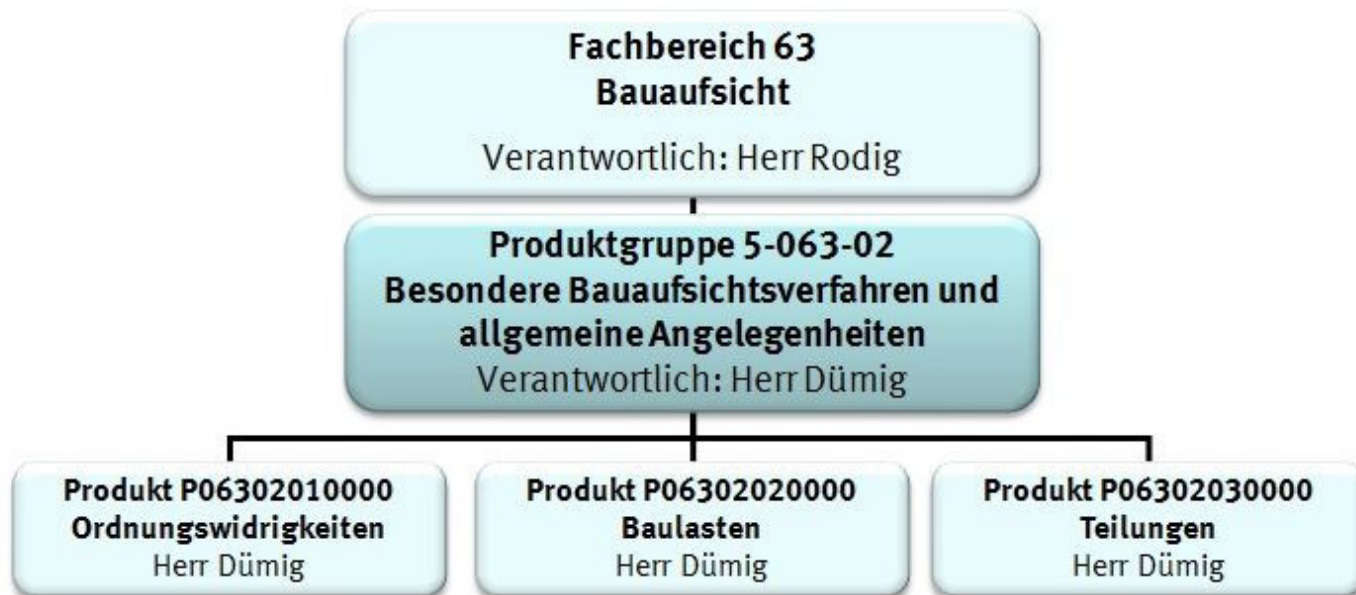 Fachbereich 63
Bauaufsicht
Verantwortlich: Herr Rodig
Produktgruppe 5-063-02
Besondere Bauaufsichtsverfahren und
allgemeine Angelegenheiten
Verantwortlich: Herr Dümig
Produkt P06302010000
Ordnungswidrigkeiten
Herr Dümig
Produkt P06302020000
Baulasten
Herr Dümig
Produkt P06302030000
Teilungen
Herr Dümig